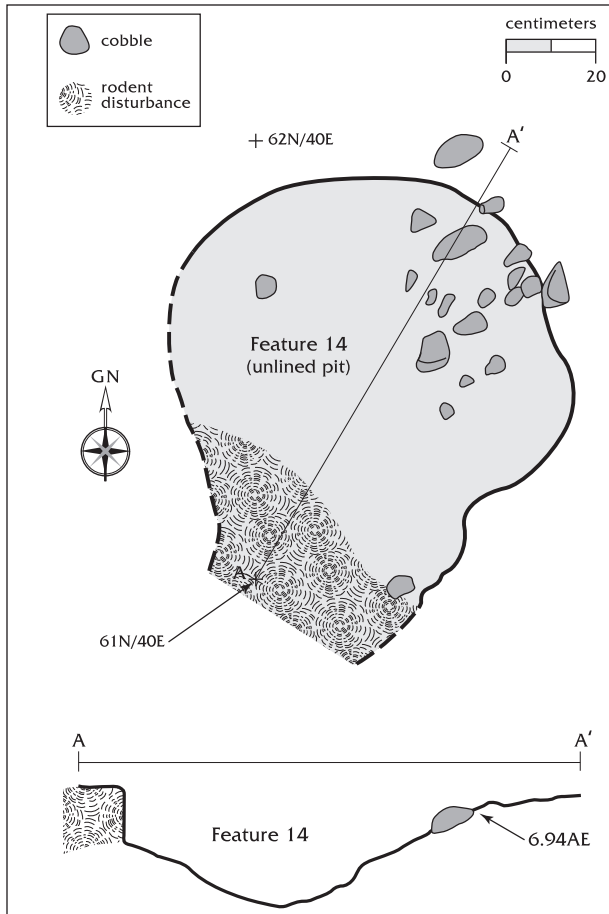 cobble
rodent
disturbance
centimeters
0 20
+ 62N/40E
A'
Feature 14
(unlined pit)
GN
A
61N/40E
A A'
Feature 14
6.94AE